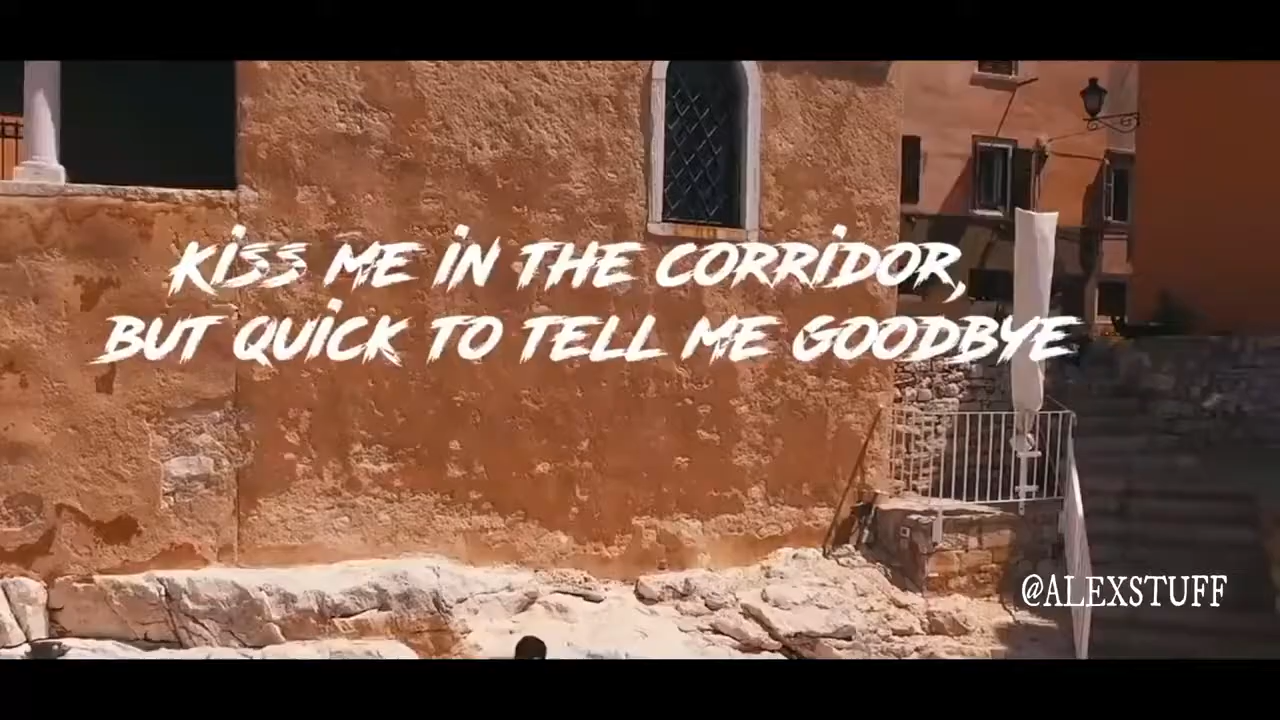 KISS ME IN THE CORRIDOR,
BUT QUICK TO TELL ME GOODBYE
@ALEXSTUFF